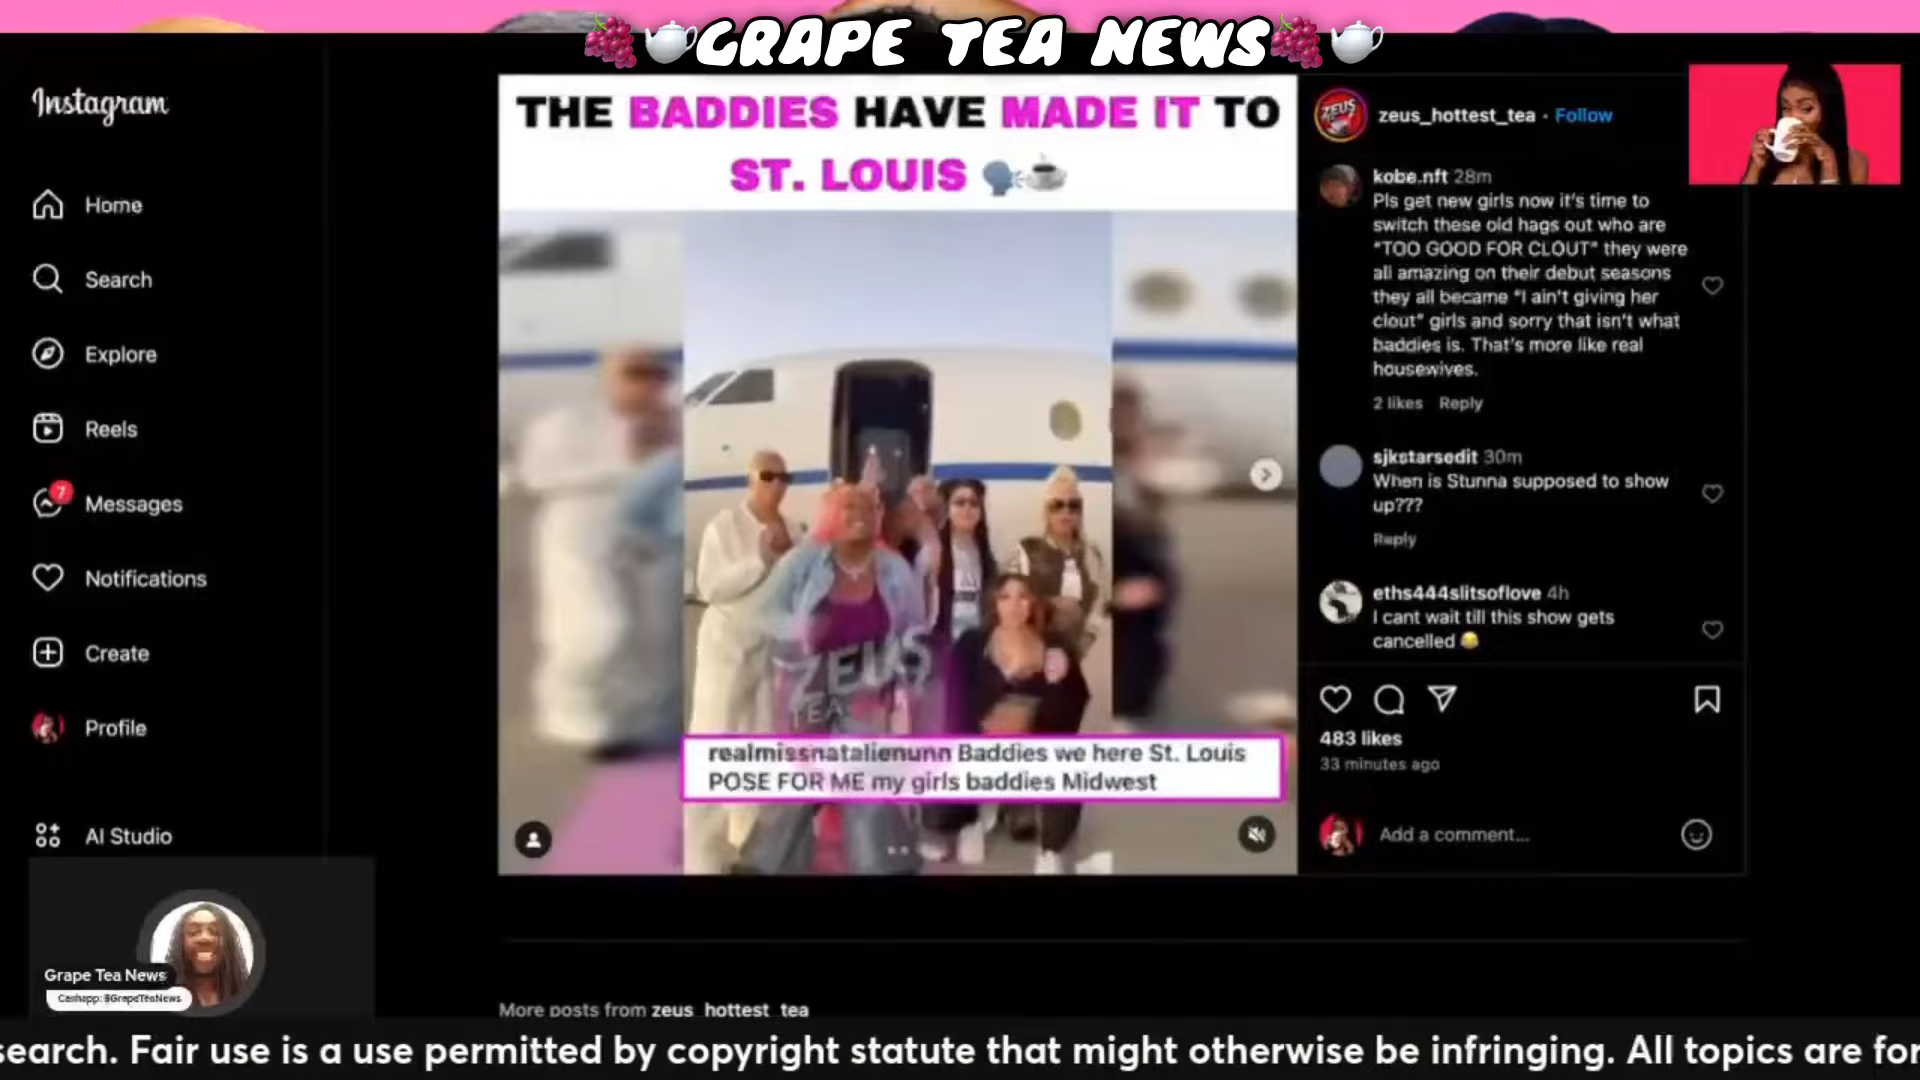 GRAPE TEA NEWS
Instagram
Home
Search
Explore
Reels
7
Messages
Notifications
Create
Profile
AI Studio
THE BADDIES HAVE MADE IT TO
ST. LOUIS
ZEUS
TEA
realmissnatalienunn Baddies we here St. Louis
POSE FOR ME my girls baddies Midwest
ZEUS
zeus_hottest_tea · Follow
kobe.nft 28m
Pls get new girls now it's time to
switch these old hags out who are
"TOO GOOD FOR CLOUT" they were
all amazing on their debut seasons
they all became "I ain't giving her
clout" girls and sorry that isn't what
baddies is. That's more like real
housewives.
2 likes Reply
sjkstarsedit 30m
When is Stunna supposed to show
up???
Reply
eths444slitsoflove 4h
I cant wait till this show gets
cancelled 😂
483 likes
33 minutes ago
Add a comment...
More posts from zeus_hottest_tea
Grape Tea News
Cashapp: $GrapeTeaNews
search. Fair use is a use permitted by copyright statute that might otherwise be infringing. All topics are for